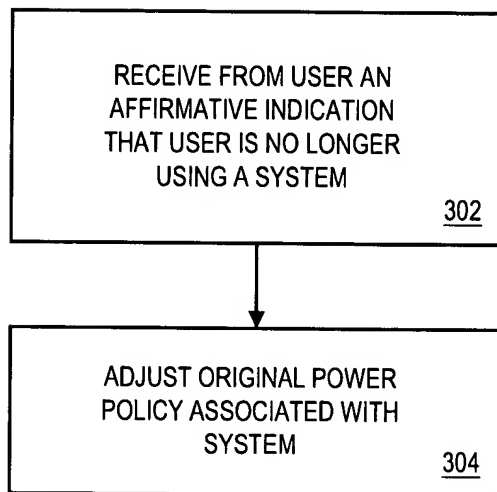 RECEIVE FROM USER AN
AFFIRMATIVE INDICATION
THAT USER IS NO LONGER
USING A SYSTEM
302
ADJUST ORIGINAL POWER
POLICY ASSOCIATED WITH
SYSTEM
304